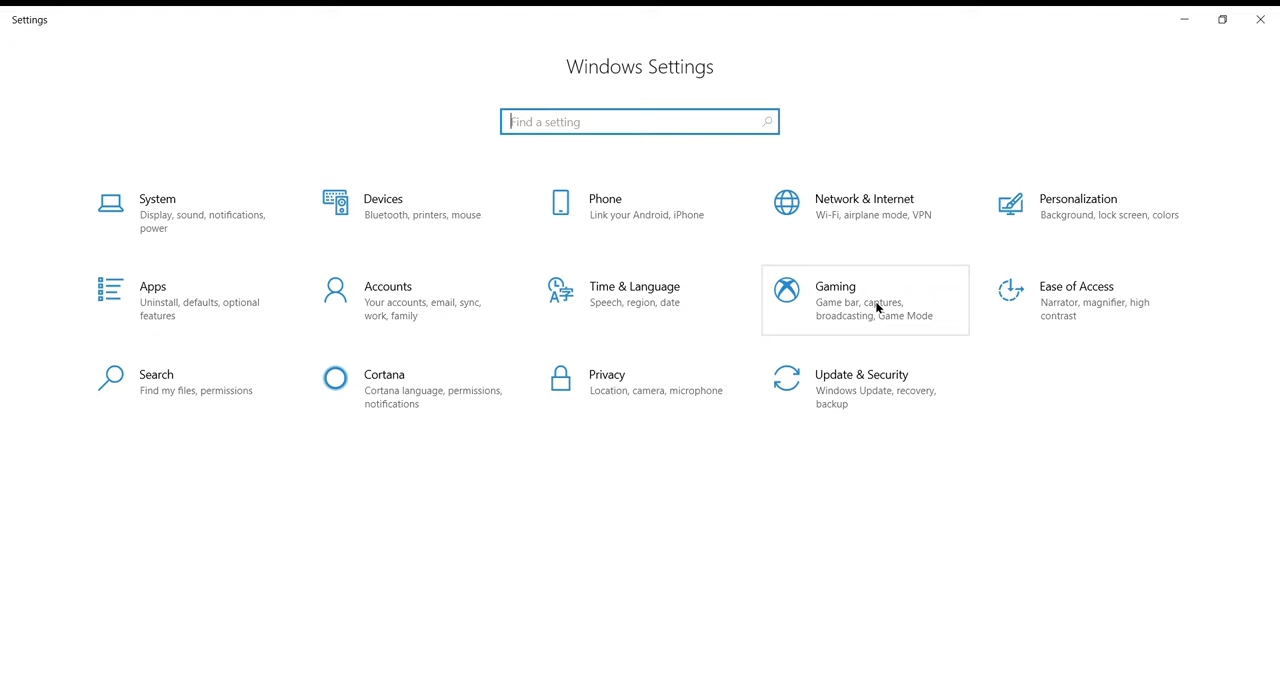 Settings
Windows Settings
Find a setting
System
Display, sound, notifications,
power
Devices
Bluetooth, printers, mouse
Phone
Link your Android, iPhone
Network & Internet
Wi-Fi, airplane mode, VPN
Personalization
Background, lock screen, colors
Apps
Uninstall, defaults, optional
features
Accounts
Your accounts, email, sync,
work, family
Time & Language
Speech, region, date
Gaming
Game bar, captures,
broadcasting, Game Mode
Ease of Access
Narrator, magnifier, high
contrast
Search
Find my files, permissions
Cortana
Cortana language, permissions,
notifications
Privacy
Location, camera, microphone
Update & Security
Windows Update, recovery,
backup